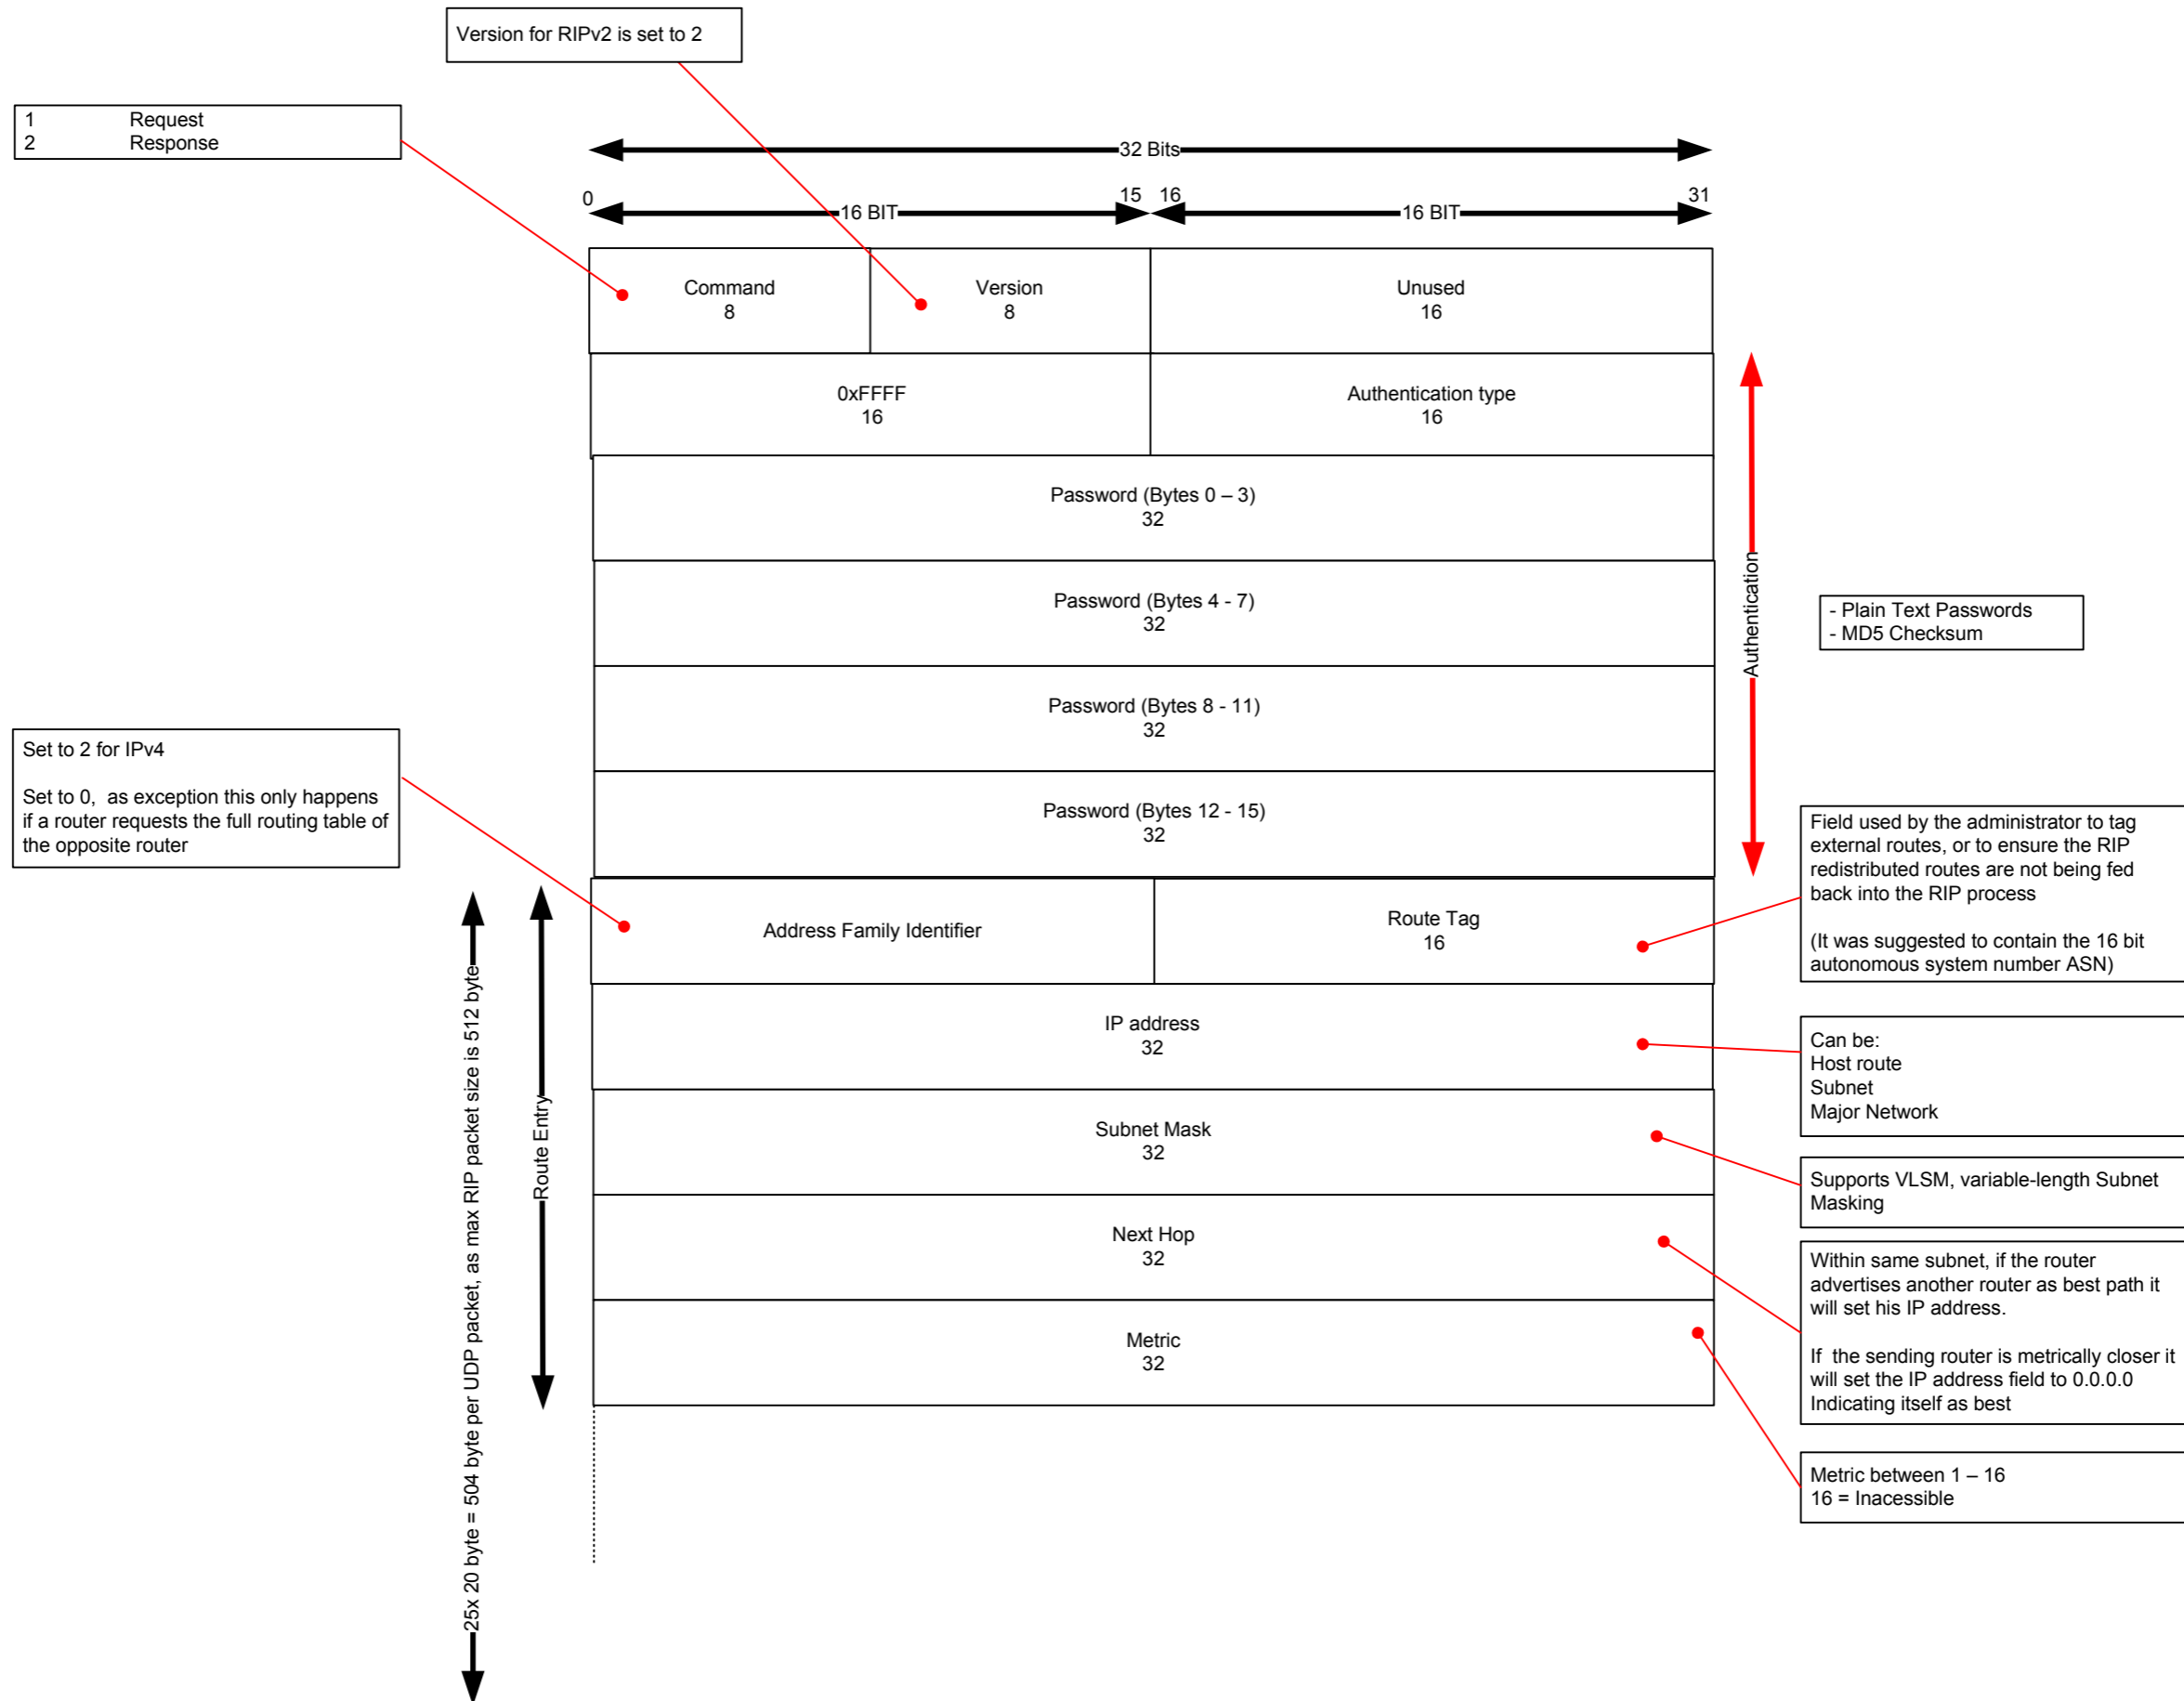 Version for RIPv2 is set to 2
1 Request
2 Response
32 Bits
0 15 16 31
16 BIT 16 BIT
Command
8
Version
8
Unused
16
0xFFFF
16
Authentication type
16
Password (Bytes 0 – 3)
32
Password (Bytes 4 - 7)
32
Password (Bytes 8 - 11)
32
Password (Bytes 12 - 15)
32
Authentication
- Plain Text Passwords
- MD5 Checksum
Set to 2 for IPv4
Set to 0, as exception this only happens
if a router requests the full routing table of
the opposite router
Address Family Identifier
Route Tag
16
Field used by the administrator to tag
external routes, or to ensure the RIP
redistributed routes are not being fed
back into the RIP process
(It was suggested to contain the 16 bit
autonomous system number ASN)
IP address
32
Can be:
Host route
Subnet
Major Network
Subnet Mask
32
Supports VLSM, variable-length Subnet
Masking
Next Hop
32
Within same subnet, if the router
advertises another router as best path it
will set his IP address.
If the sending router is metrically closer it
will set the IP address field to 0.0.0.0
Indicating itself as best
Metric
32
Metric between 1 – 16
16 = Inacessible
Route Entry
25x 20 byte = 504 byte per UDP packet, as max RIP packet size is 512 byte